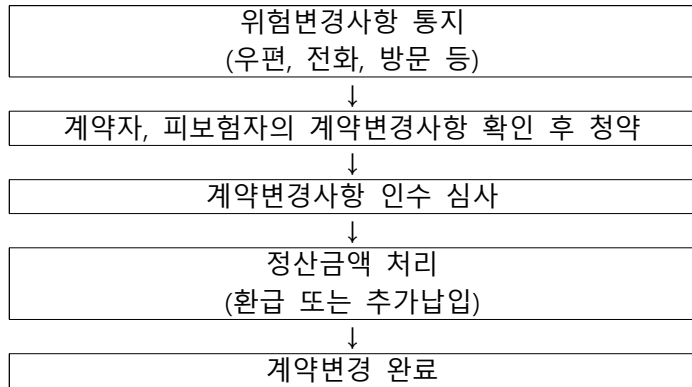 위험변경사항 통지
(우편, 전화, 방문 등)
↓
계약자, 피보험자의 계약변경사항 확인 후 청약
↓
계약변경사항 인수 심사
↓
정산금액 처리
(환급 또는 추가납입)
↓
계약변경 완료